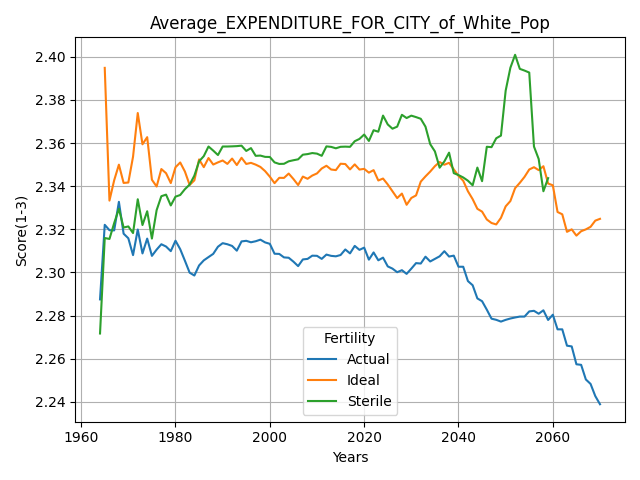 Average_EXPENDITURE_FOR_CITY_of_White_Pop
2.40
2.38
2.36
2.34
2.32
2.30
2.28
2.26
2.24
Score(1-3)
Fertility
Actual
Ideal
Sterile
1960 1980 2000 2020 2040 2060
Years